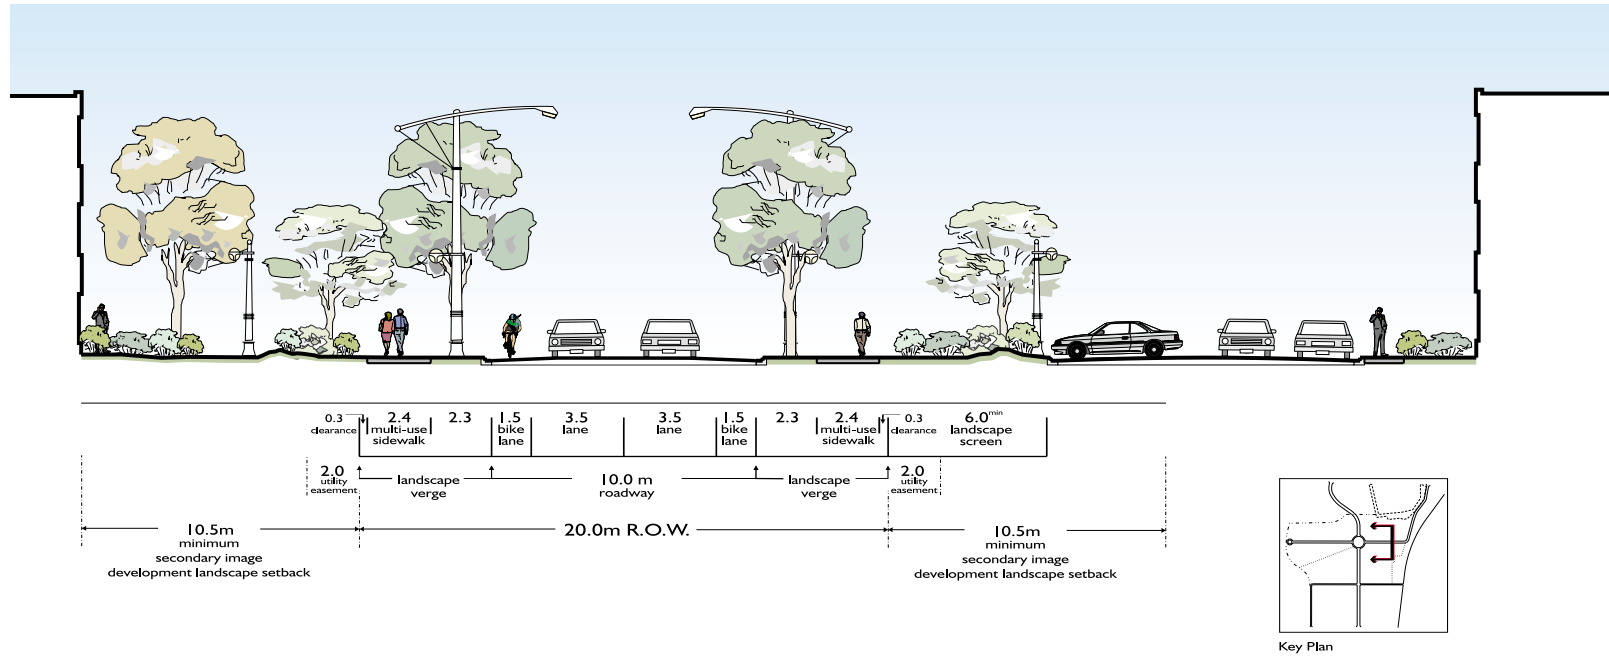 0.3 2.4 2.3 1.5 3.5 3.5 1.5 2.3 2.4 0.3 6.0min
clearance multi-use sidewalk bike lane lane lane bike lane multi-use sidewalk clearance landscape screen
2.0 utility easement
landscape verge
10.0 m
roadway
landscape verge
2.0 utility easement
10.5m
minimum
secondary image
development landscape setback
20.0m R.O.W.
10.5m
minimum
secondary image
development landscape setback
Key Plan